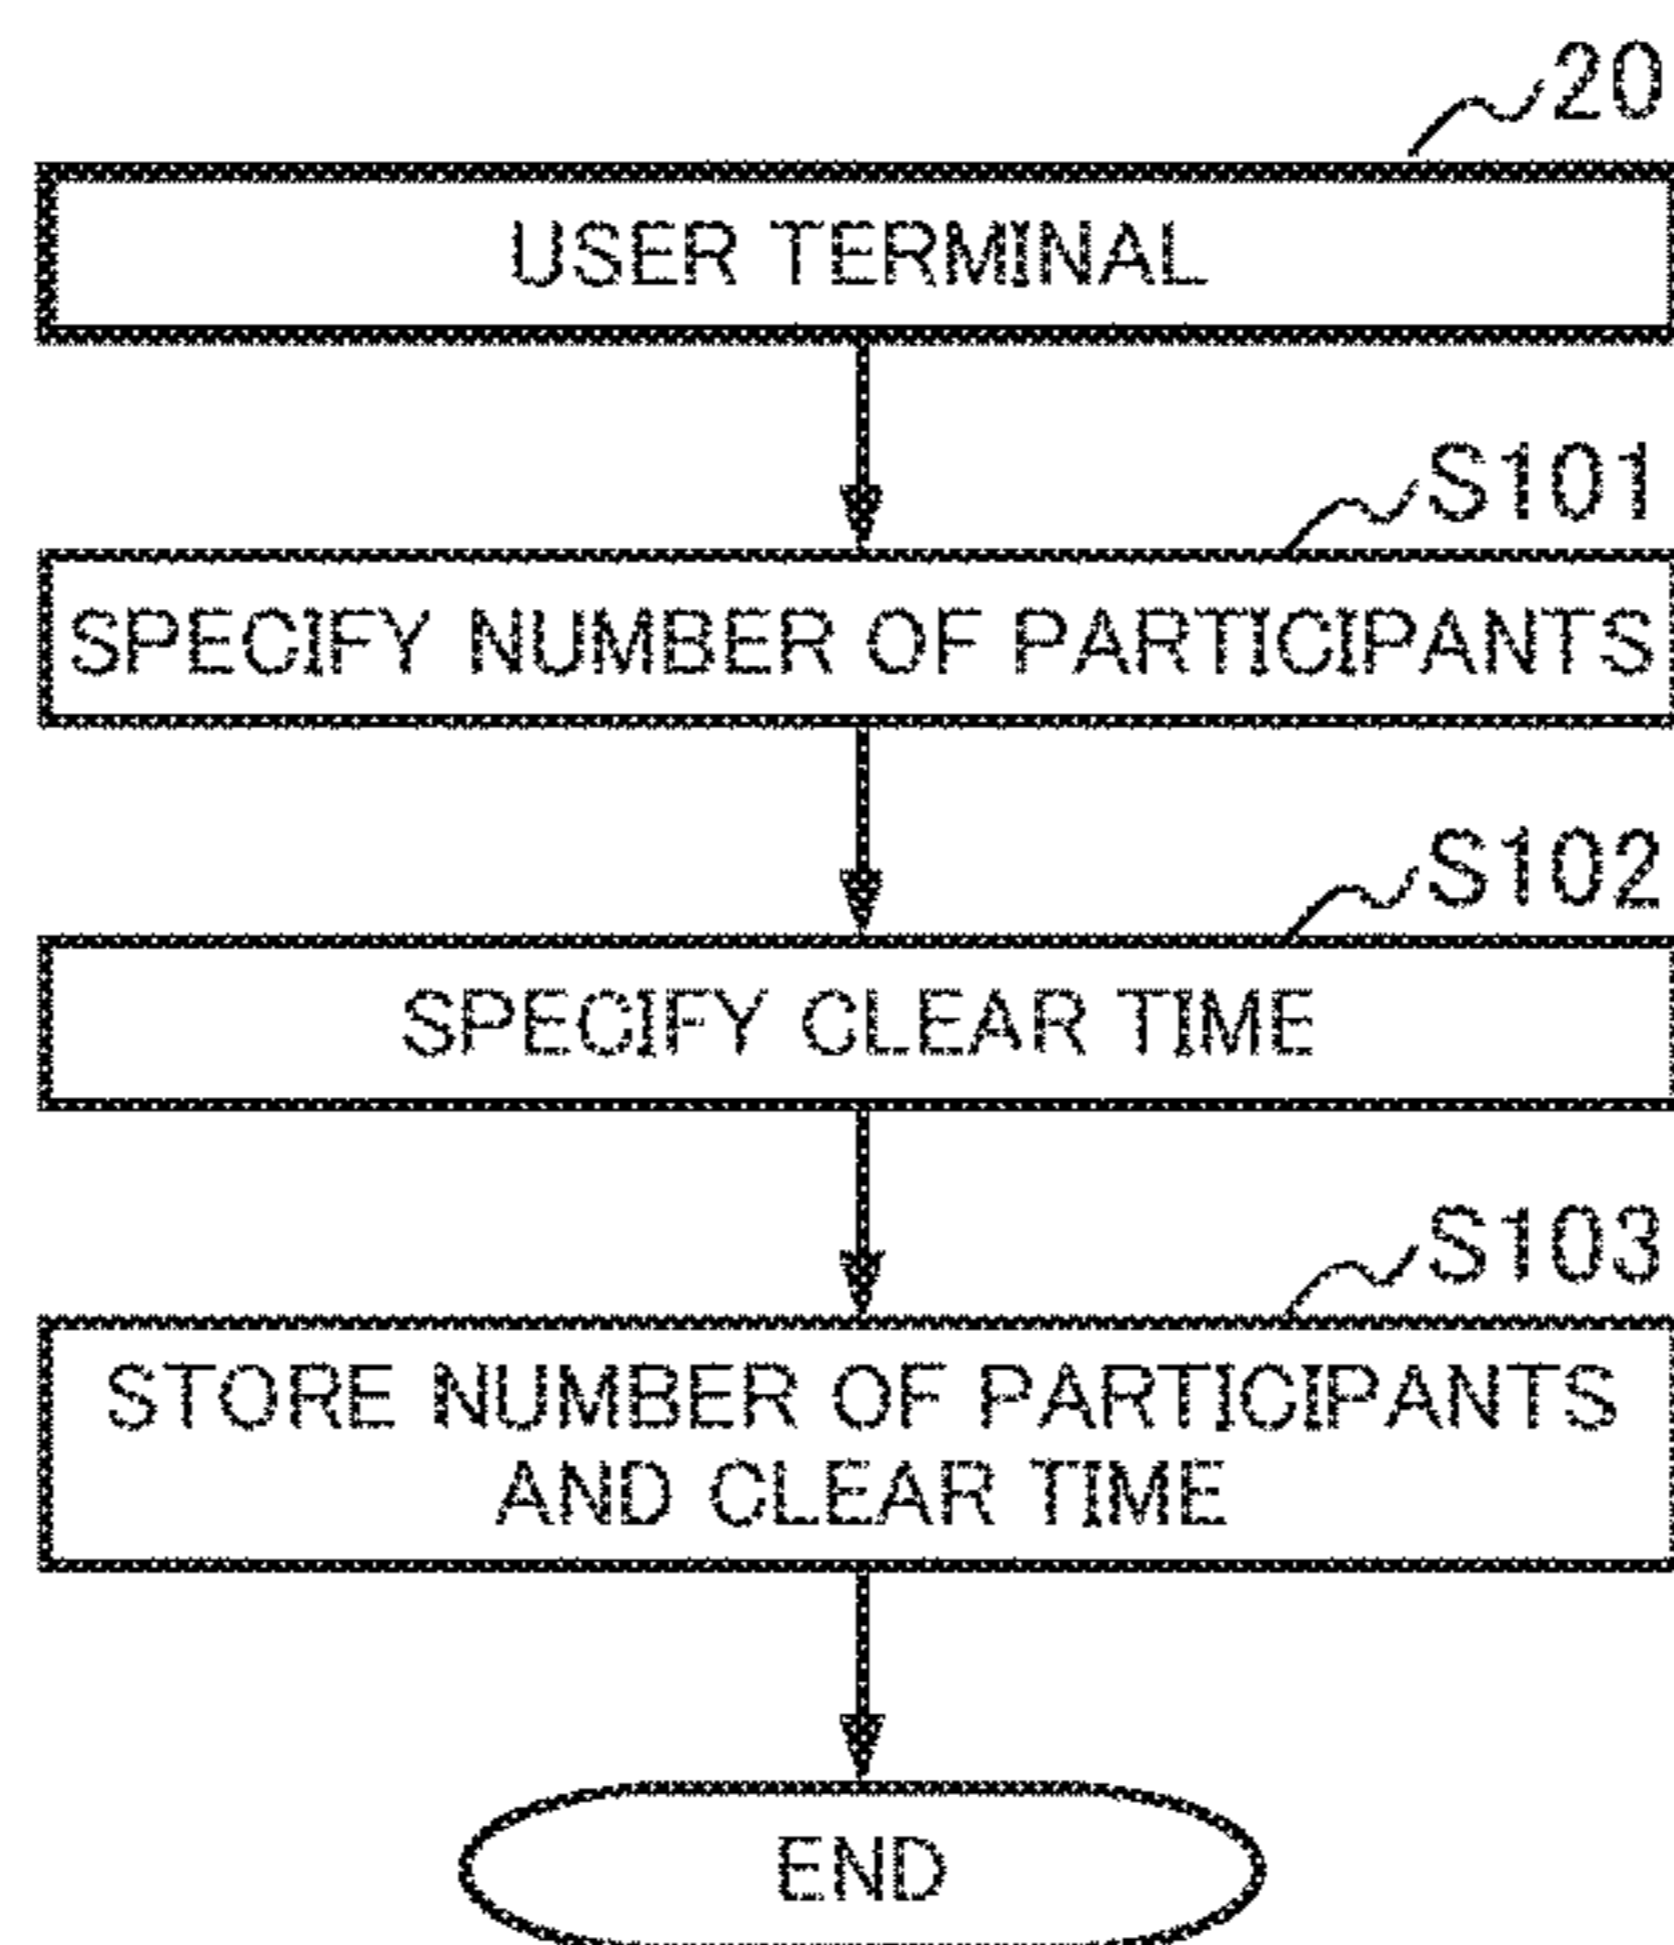 20
USER TERMINAL
S101
SPECIFY NUMBER OF PARTICIPANTS
S102
SPECIFY CLEAR TIME
S103
STORE NUMBER OF PARTICIPANTS
AND CLEAR TIME
END